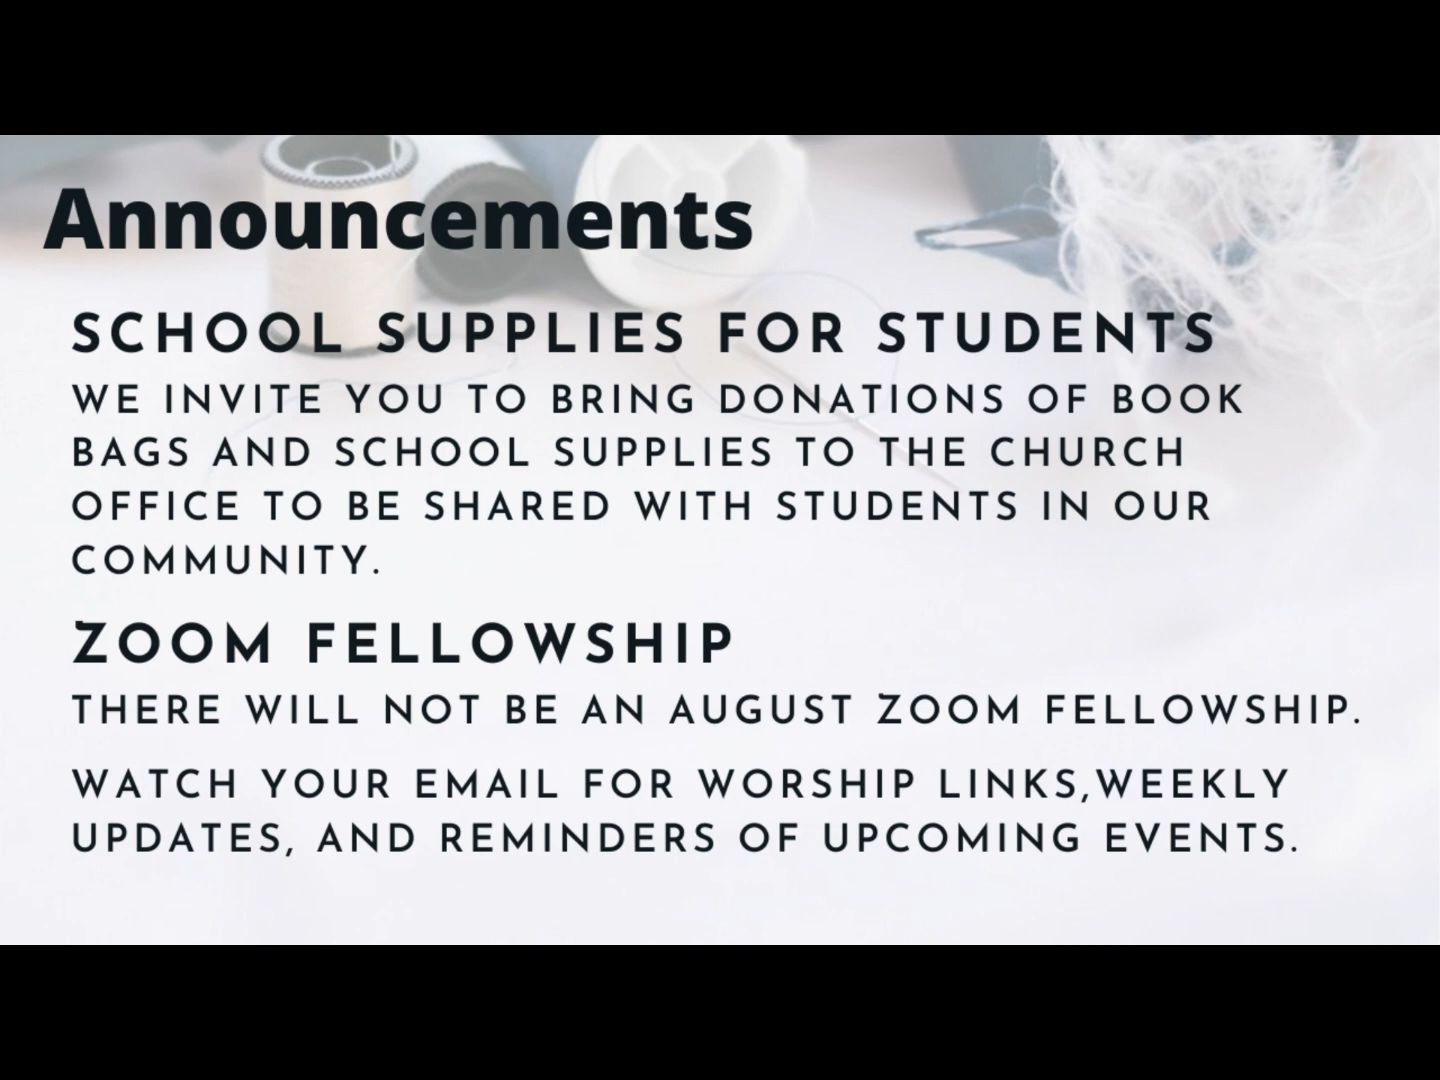 Announcements
SCHOOL SUPPLIES FOR STUDENTS
WE INVITE YOU TO BRING DONATIONS OF BOOK
BAGS AND SCHOOL SUPPLIES TO THE CHURCH
OFFICE TO BE SHARED WITH STUDENTS IN OUR
COMMUNITY.
ZOOM FELLOWSHIP
THERE WILL NOT BE AN AUGUST ZOOM FELLOWSHIP.
WATCH YOUR EMAIL FOR WORSHIP LINKS,WEEKLY
UPDATES, AND REMINDERS OF UPCOMING EVENTS.